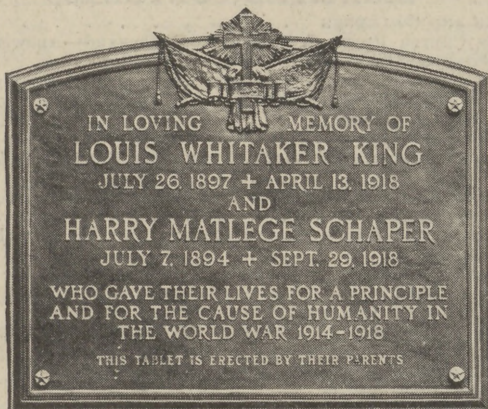 IN LOVING MEMORY OF
LOUIS WHITAKER KING
JULY 26, 1897 + APRIL 13, 1918
AND
HARRY MATLEGE SCHAPER
JULY 7, 1894 + SEPT. 29, 1918
WHO GAVE THEIR LIVES FOR A PRINCIPLE
AND FOR THE CAUSE OF HUMANITY IN
THE WORLD WAR 1914-1918
THIS TABLET IS ERECTED BY THEIR PARENTS